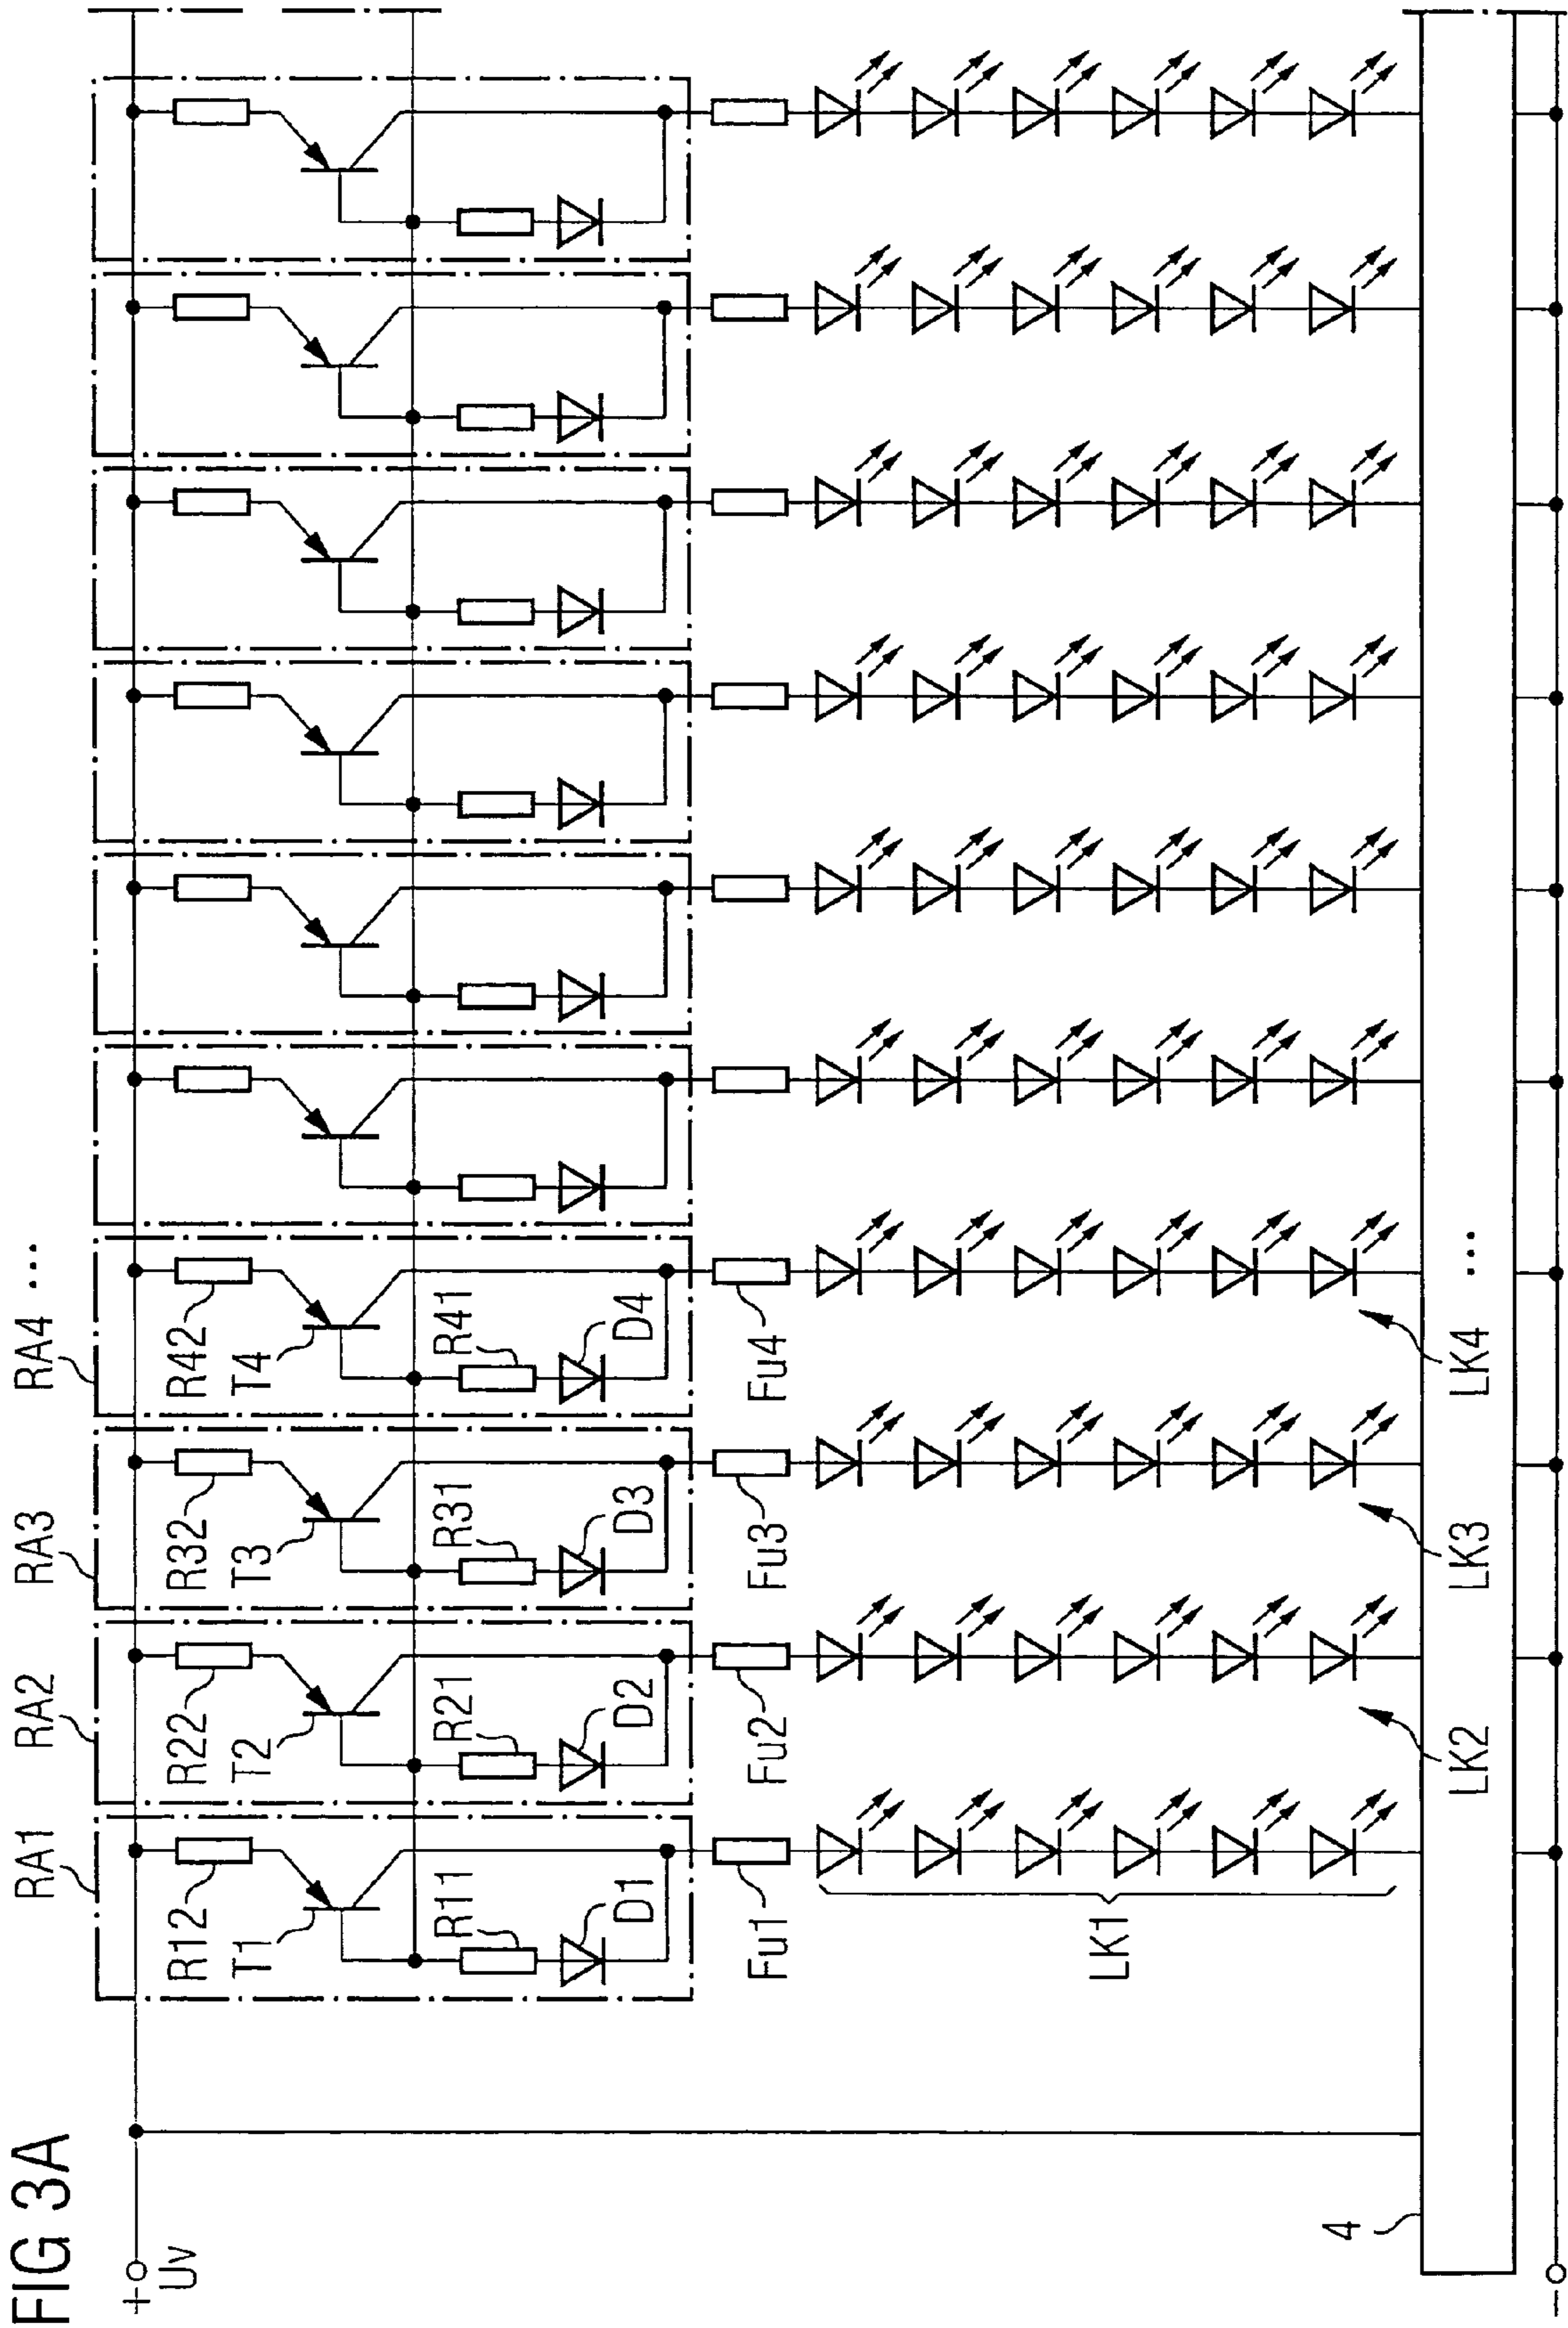 FIG 3A
RA1 RA2 RA3 RA4 ...
+
Uv
R12 R22 R32 R42
T1 T2 T3 T4
R11 R21 R31 R41
D1 D2 D3 D4
Fu1 Fu2 Fu3 Fu4
LK1
4
LK2 LK3 LK4 ...
–